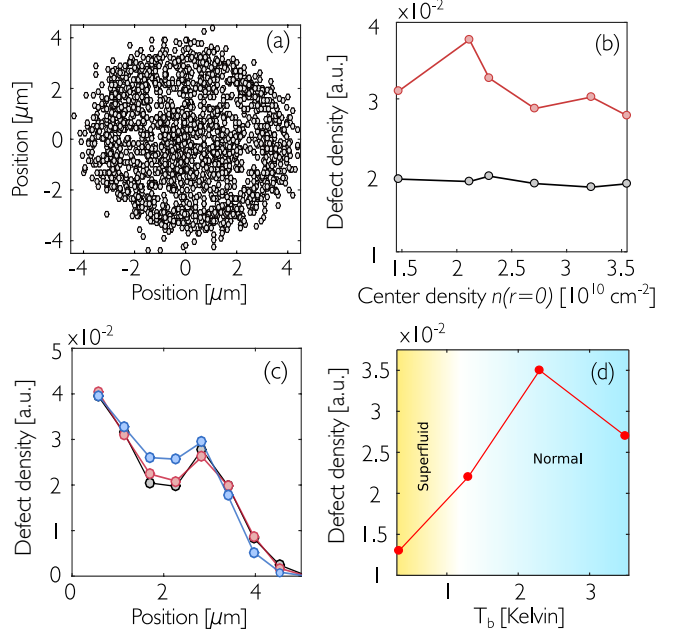 (a)
Position [μm]
4
2
0
-2
-4
-4 -2 0 2 4
Position [μm]
×10-2
(b)
Defect density [a.u.]
4
3
2
1
1.5 2 2.5 3 3.5
Center density n(r=0) [10¹⁰ cm⁻²]
×10-2
(c)
Defect density [a.u.]
5
4
3
2
1
0
0 2 4
Position [μm]
×10-2
(d)
Defect density [a.u.]
3.5
3
2.5
2
1.5
1
Superfluid
Normal
1 2 3
T_b [Kelvin]